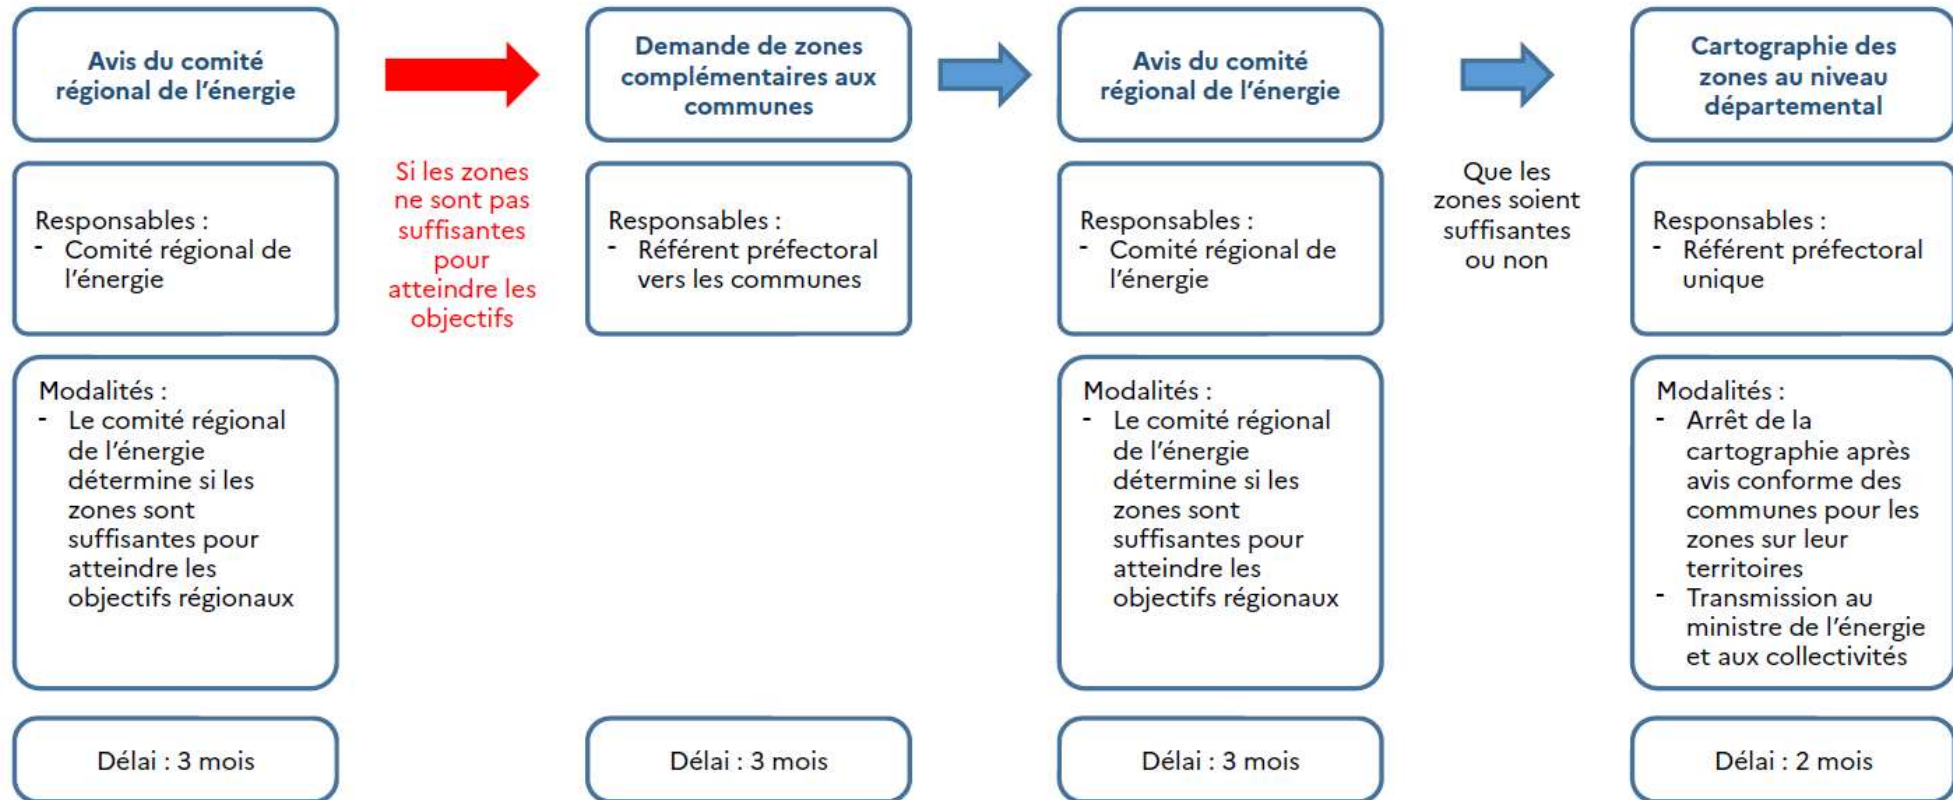 Avis du comité
régional de l'énergie
Demande de zones
complémentaires aux
communes
Avis du comité
régional de l'énergie
Cartographie des
zones au niveau
départemental
Responsables :
- Comité régional de
l'énergie
Si les zones
ne sont pas
suffisantes
pour
atteindre les
objectifs
Responsables :
- Référent préfectoral
vers les communes
Responsables :
- Comité régional de
l'énergie
Que les
zones soient
suffisantes
ou non
Responsables :
- Référent préfectoral
unique
Modalités :
- Le comité régional
de l'énergie
détermine si les
zones sont
suffisantes pour
atteindre les
objectifs régionaux
Modalités :
- Le comité régional
de l'énergie
détermine si les
zones sont
suffisantes pour
atteindre les
objectifs régionaux
Modalités :
- Arrêt de la
cartographie après
avis conforme des
communes pour les
zones sur leur
territoires
- Transmission au
ministre de l'énergie
et aux collectivités
Délai : 3 mois
Délai : 3 mois
Délai : 3 mois
Délai : 2 mois